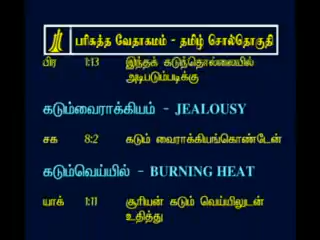 பரிசுத்த வேதாகமம் - தமிழ் சொல்தொகுதி
பிர 1:13 இந்தக் கடுந்தொல்லையில்
அடிபடும்படிக்கு
கடும்வைராக்கியம் - JEALOUSY
சக 8:2 கடும் வைராக்கியங்கொண்டேன்
கடும்வெய்யில் - BURNING HEAT
யாக் 1:11 சூரியன் கடும் வெய்யிலுடன்
உதித்து